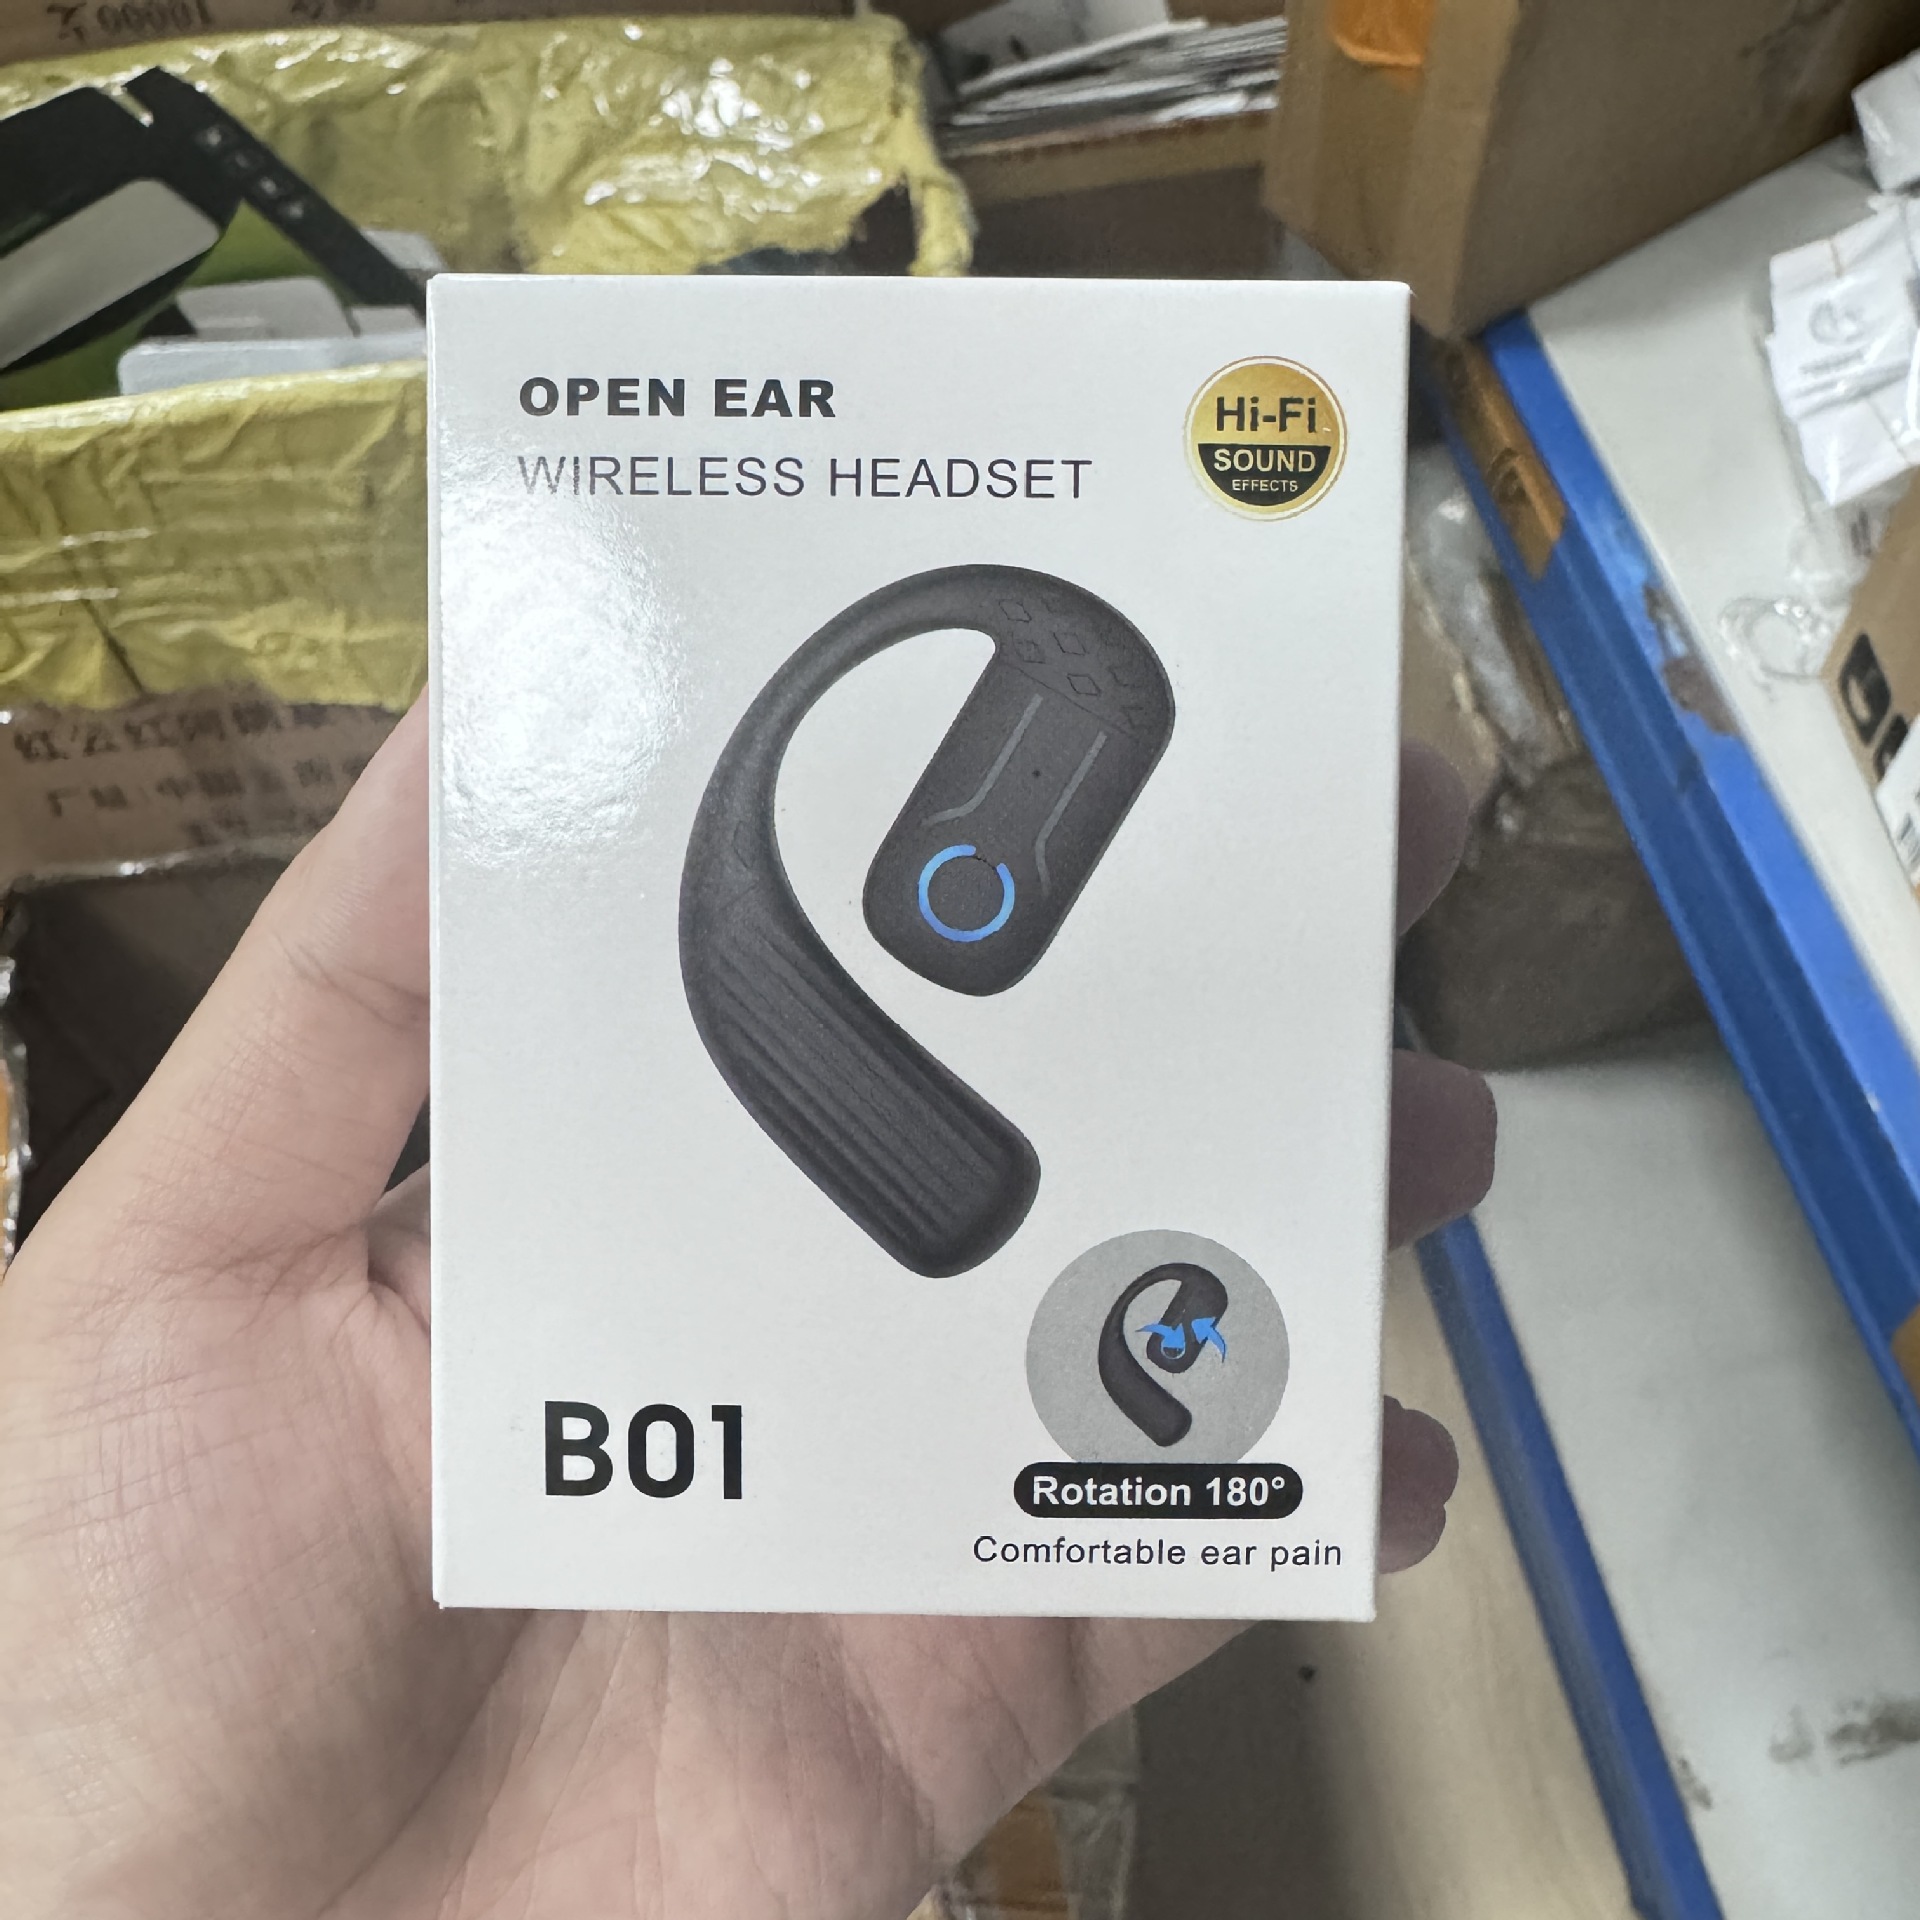 OPEN EAR
WIRELESS HEADSET
Hi-Fi
SOUND
EFFECTS
B01
Rotation 180°
Comfortable ear pain